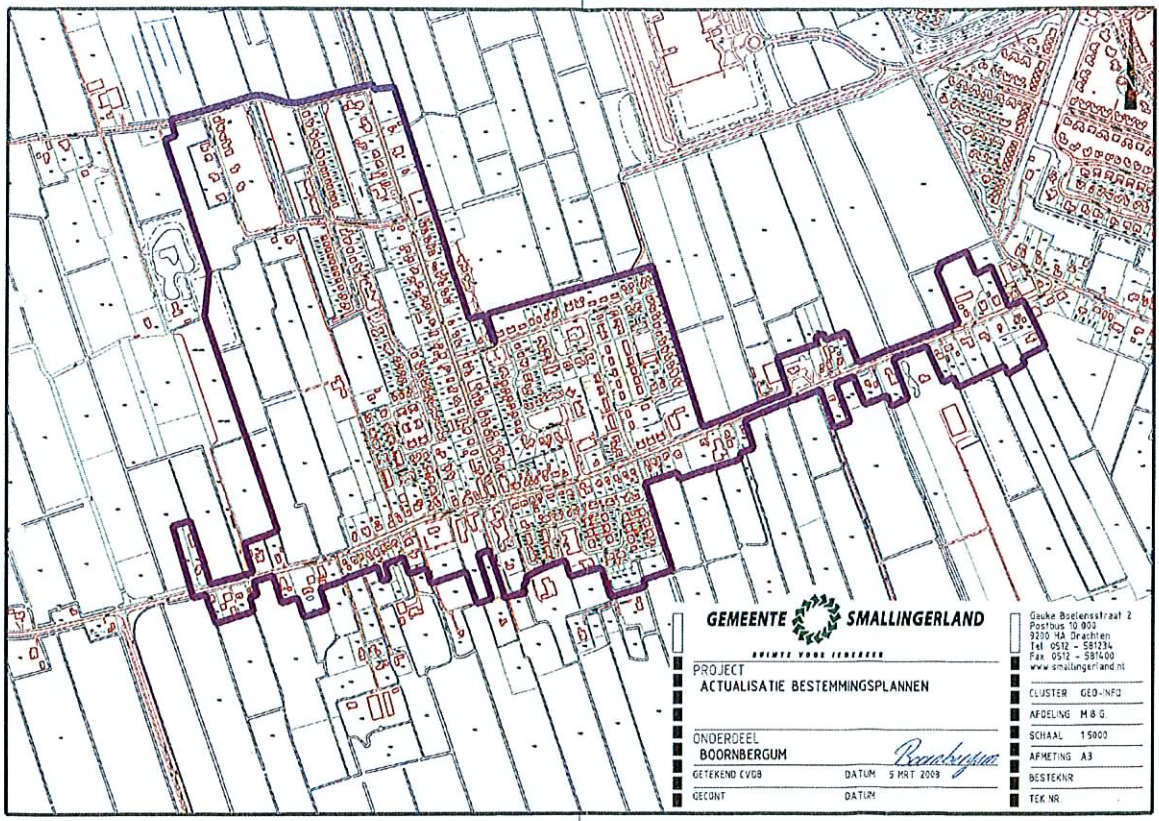 GEMEENTE SMALLINGERLAND
RUIMTE VOOR IEDEREEN
PROJECT
ACTUALISATIE BESTEMMINGSPLANNEN
ONDERDEEL
BOORNBERGUM
Boornbergum
GETEKEND CVDB DATUM 5 MRT 2008
GECONT DATUM
Gauke Boelensstraat 2
Postbus 10 000
9200 HA Drachten
Tel. 0512 - 581234
Fax. 0512 - 581400
www.smallingerland.nl
CLUSTER GEO-INFO
AFDELING M B G
SCHAAL 1:5000
AFMETING A3
BESTEKNR
TEK NR.